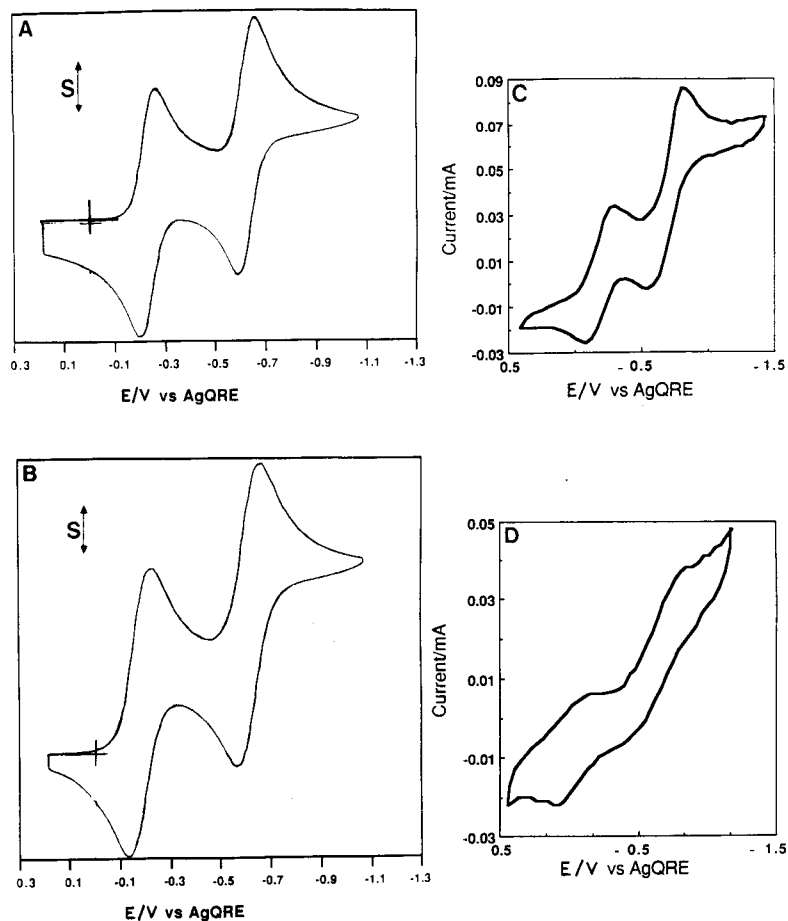 A
S
0.3 0.1 -0.1 -0.3 -0.5 -0.7 -0.9 -1.1 -1.3
E/V vs AgQRE
C
0.09
0.07
0.05
0.03
0.01
-0.01
-0.03
Current/mA
0.5 - 0.5 - 1.5
E/V vs AgQRE
B
S
0.3 0.1 -0.1 -0.3 -0.5 -0.7 -0.9 -1.1 -1.3
E/V vs AgQRE
D
0.05
0.03
0.01
-0.01
-0.03
Current/mA
0.5 - 0.5 -1.5
E/V vs AgQRE